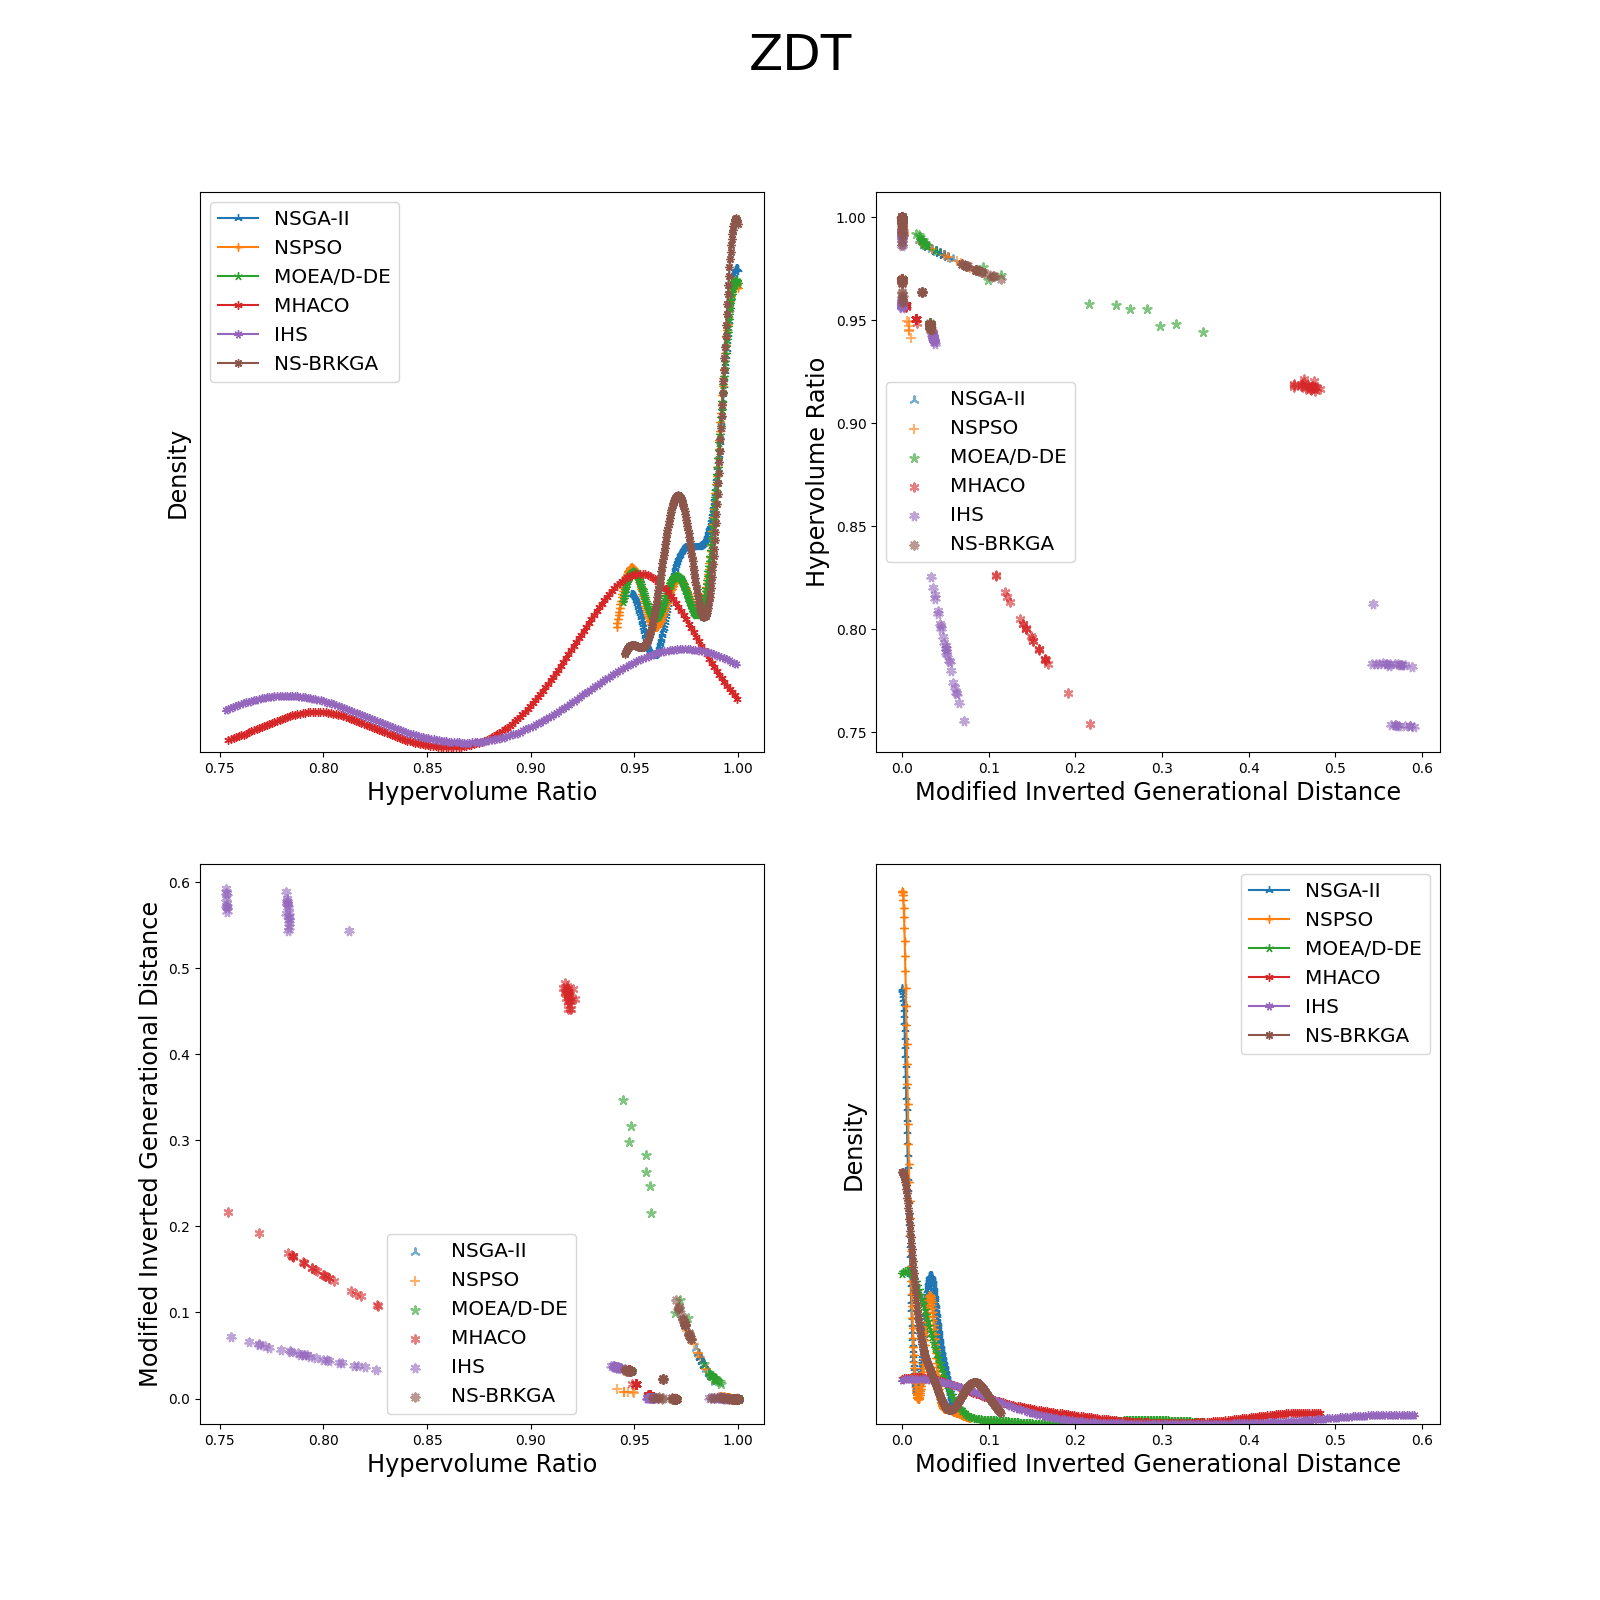 ZDT
NSGA-II
NSPSO
MOEA/D-DE
MHACO
IHS
NS-BRKGA
Density
0.75 0.80 0.85 0.90 0.95 1.00
Hypervolume Ratio
1.00
0.95
0.90
0.85
0.80
0.75
Hypervolume Ratio
NSGA-II
NSPSO
MOEA/D-DE
MHACO
IHS
NS-BRKGA
0.0 0.1 0.2 0.3 0.4 0.5 0.6
Modified Inverted Generational Distance
0.6
0.5
0.4
0.3
0.2
0.1
0.0
Modified Inverted Generational Distance
NSGA-II
NSPSO
MOEA/D-DE
MHACO
IHS
NS-BRKGA
0.75 0.80 0.85 0.90 0.95 1.00
Hypervolume Ratio
NSGA-II
NSPSO
MOEA/D-DE
MHACO
IHS
NS-BRKGA
Density
0.0 0.1 0.2 0.3 0.4 0.5 0.6
Modified Inverted Generational Distance